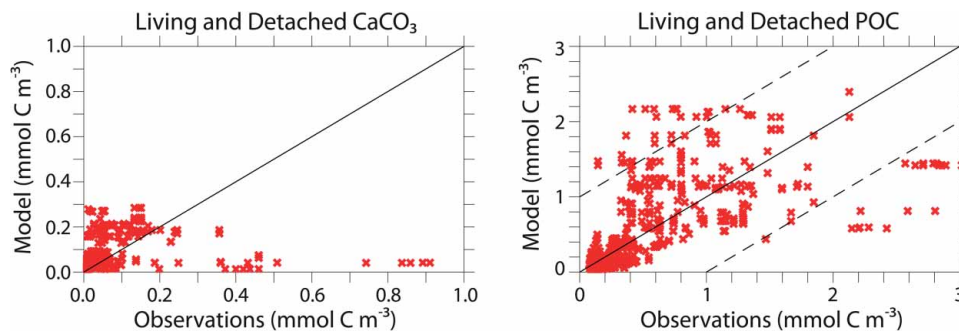 Living and Detached CaCO₃
Living and Detached POC
Model (mmol C m⁻³)
1.0
0.8
0.6
0.4
0.2
0.0
0.0 0.2 0.4 0.6 0.8 1.0
Observations (mmol C m⁻³)
Model (mmol C m⁻³)
3
2
1
0
0 1 2 3
Observations (mmol C m⁻³)